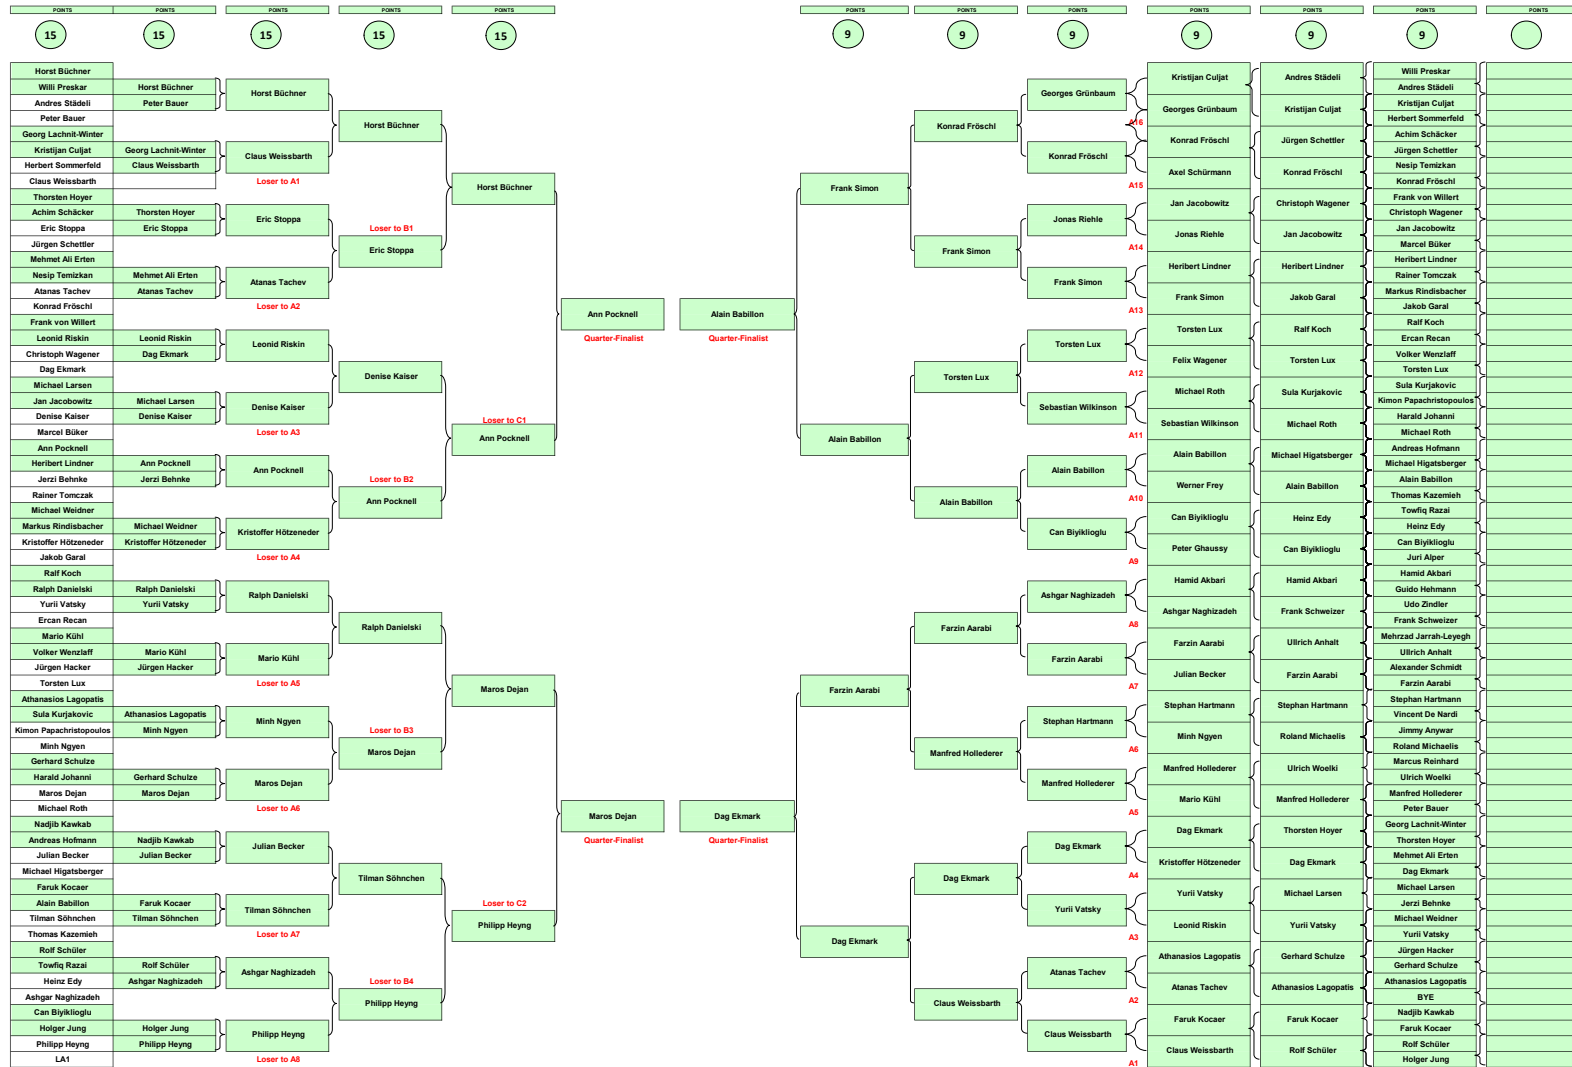 POINTS
POINTS
POINTS
POINTS
POINTS
POINTS
POINTS
POINTS
POINTS
POINTS
POINTS
POINTS
15
15
15
15
15
9
9
9
9
9
9
Horst Büchner
Willi Preskar
Andres Städeli
Peter Bauer
Georg Lachnit-Winter
Kristijan Culjat
Herbert Sommerfeld
Claus Weissbarth
Thorsten Hoyer
Achim Schäcker
Eric Stoppa
Jürgen Schettler
Mehmet Ali Erten
Nesip Temizkan
Atanas Tachev
Konrad Fröschl
Frank von Willert
Leonid Riskin
Christoph Wagener
Dag Ekmark
Michael Larsen
Jan Jacobowitz
Denise Kaiser
Marcel Büker
Ann Pocknell
Heribert Lindner
Jerzi Behnke
Rainer Tomczak
Michael Weidner
Markus Rindisbacher
Kristoffer Hötzeneder
Jakob Garal
Ralf Koch
Ralph Danielski
Yurii Vatsky
Ercan Recan
Mario Kühl
Volker Wenzlaff
Jürgen Hacker
Torsten Lux
Athanasios Lagopatis
Sula Kurjakovic
Kimon Papachristopoulos
Minh Ngyen
Gerhard Schulze
Harald Johanni
Maros Dejan
Michael Roth
Nadjib Kawkab
Andreas Hofmann
Julian Becker
Michael Higatsberger
Faruk Kocaer
Alain Babillon
Tilman Söhnchen
Thomas Kazemieh
Rolf Schüler
Towfiq Razai
Heinz Edy
Ashgar Naghizadeh
Can Biyiklioglu
Holger Jung
Philipp Heyng
LA1
Horst Büchner
Peter Bauer
Georg Lachnit-Winter
Claus Weissbarth
Thorsten Hoyer
Eric Stoppa
Mehmet Ali Erten
Atanas Tachev
Leonid Riskin
Dag Ekmark
Michael Larsen
Denise Kaiser
Ann Pocknell
Jerzi Behnke
Michael Weidner
Kristoffer Hötzeneder
Ralph Danielski
Yurii Vatsky
Mario Kühl
Jürgen Hacker
Athanasios Lagopatis
Minh Ngyen
Gerhard Schulze
Maros Dejan
Nadjib Kawkab
Julian Becker
Faruk Kocaer
Tilman Söhnchen
Rolf Schüler
Ashgar Naghizadeh
Holger Jung
Philipp Heyng
Horst Büchner
Claus Weissbarth
Loser to A1
Eric Stoppa
Atanas Tachev
Loser to A2
Leonid Riskin
Denise Kaiser
Loser to A3
Ann Pocknell
Kristoffer Hötzeneder
Loser to A4
Ralph Danielski
Mario Kühl
Loser to A5
Minh Ngyen
Maros Dejan
Loser to A6
Julian Becker
Tilman Söhnchen
Loser to A7
Ashgar Naghizadeh
Philipp Heyng
Loser to A8
Horst Büchner
Loser to B1
Eric Stoppa
Denise Kaiser
Loser to B2
Ann Pocknell
Ralph Danielski
Loser to B3
Maros Dejan
Tilman Söhnchen
Loser to B4
Philipp Heyng
Horst Büchner
Loser to C1
Ann Pocknell
Maros Dejan
Loser to C2
Philipp Heyng
Ann Pocknell
Quarter-Finalist
Maros Dejan
Quarter-Finalist
Alain Babillon
Quarter-Finalist
Dag Ekmark
Quarter-Finalist
Frank Simon
Alain Babillon
Farzin Aarabi
Dag Ekmark
Konrad Fröschl
Frank Simon
Torsten Lux
Alain Babillon
Farzin Aarabi
Manfred Hollederer
Dag Ekmark
Claus Weissbarth
Georges Grünbaum
A16
Konrad Fröschl
A15
Jonas Riehle
A14
Frank Simon
A13
Torsten Lux
A12
Sebastian Wilkinson
A11
Alain Babillon
A10
Can Biyiklioglu
A9
Ashgar Naghizadeh
A8
Farzin Aarabi
A7
Stephan Hartmann
A6
Manfred Hollederer
A5
Dag Ekmark
A4
Yurii Vatsky
A3
Atanas Tachev
A2
Claus Weissbarth
A1
Kristijan Culjat
Georges Grünbaum
Konrad Fröschl
Axel Schürmann
Jan Jacobowitz
Jonas Riehle
Heribert Lindner
Frank Simon
Torsten Lux
Felix Wagener
Michael Roth
Sebastian Wilkinson
Alain Babillon
Werner Frey
Can Biyiklioglu
Peter Ghaussy
Hamid Akbari
Ashgar Naghizadeh
Farzin Aarabi
Julian Becker
Stephan Hartmann
Minh Ngyen
Manfred Hollederer
Mario Kühl
Dag Ekmark
Kristoffer Hötzeneder
Yurii Vatsky
Leonid Riskin
Athanasios Lagopatis
Atanas Tachev
Faruk Kocaer
Claus Weissbarth
Andres Städeli
Kristijan Culjat
Jürgen Schettler
Konrad Fröschl
Christoph Wagener
Jan Jacobowitz
Heribert Lindner
Jakob Garal
Ralf Koch
Torsten Lux
Sula Kurjakovic
Michael Roth
Michael Higatsberger
Alain Babillon
Heinz Edy
Can Biyiklioglu
Hamid Akbari
Frank Schweizer
Ullrich Anhalt
Farzin Aarabi
Stephan Hartmann
Roland Michaelis
Ulrich Woelki
Manfred Hollederer
Thorsten Hoyer
Dag Ekmark
Michael Larsen
Yurii Vatsky
Gerhard Schulze
Athanasios Lagopatis
Faruk Kocaer
Rolf Schüler
Willi Preskar
Andres Städeli
Kristijan Culjat
Herbert Sommerfeld
Achim Schäcker
Jürgen Schettler
Nesip Temizkan
Konrad Fröschl
Frank von Willert
Christoph Wagener
Jan Jacobowitz
Marcel Büker
Heribert Lindner
Rainer Tomczak
Markus Rindisbacher
Jakob Garal
Ralf Koch
Ercan Recan
Volker Wenzlaff
Torsten Lux
Sula Kurjakovic
Kimon Papachristopoulos
Harald Johanni
Michael Roth
Andreas Hofmann
Michael Higatsberger
Alain Babillon
Thomas Kazemieh
Towfiq Razai
Heinz Edy
Can Biyiklioglu
Juri Alper
Hamid Akbari
Guido Hehmann
Udo Zindler
Frank Schweizer
Mehrzad Jarrah-Leyegh
Ullrich Anhalt
Alexander Schmidt
Farzin Aarabi
Stephan Hartmann
Vincent De Nardi
Jimmy Anywar
Roland Michaelis
Marcus Reinhard
Ulrich Woelki
Manfred Hollederer
Peter Bauer
Georg Lachnit-Winter
Thorsten Hoyer
Mehmet Ali Erten
Dag Ekmark
Michael Larsen
Jerzi Behnke
Michael Weidner
Yurii Vatsky
Jürgen Hacker
Gerhard Schulze
Athanasios Lagopatis
BYE
Nadjib Kawkab
Faruk Kocaer
Rolf Schüler
Holger Jung